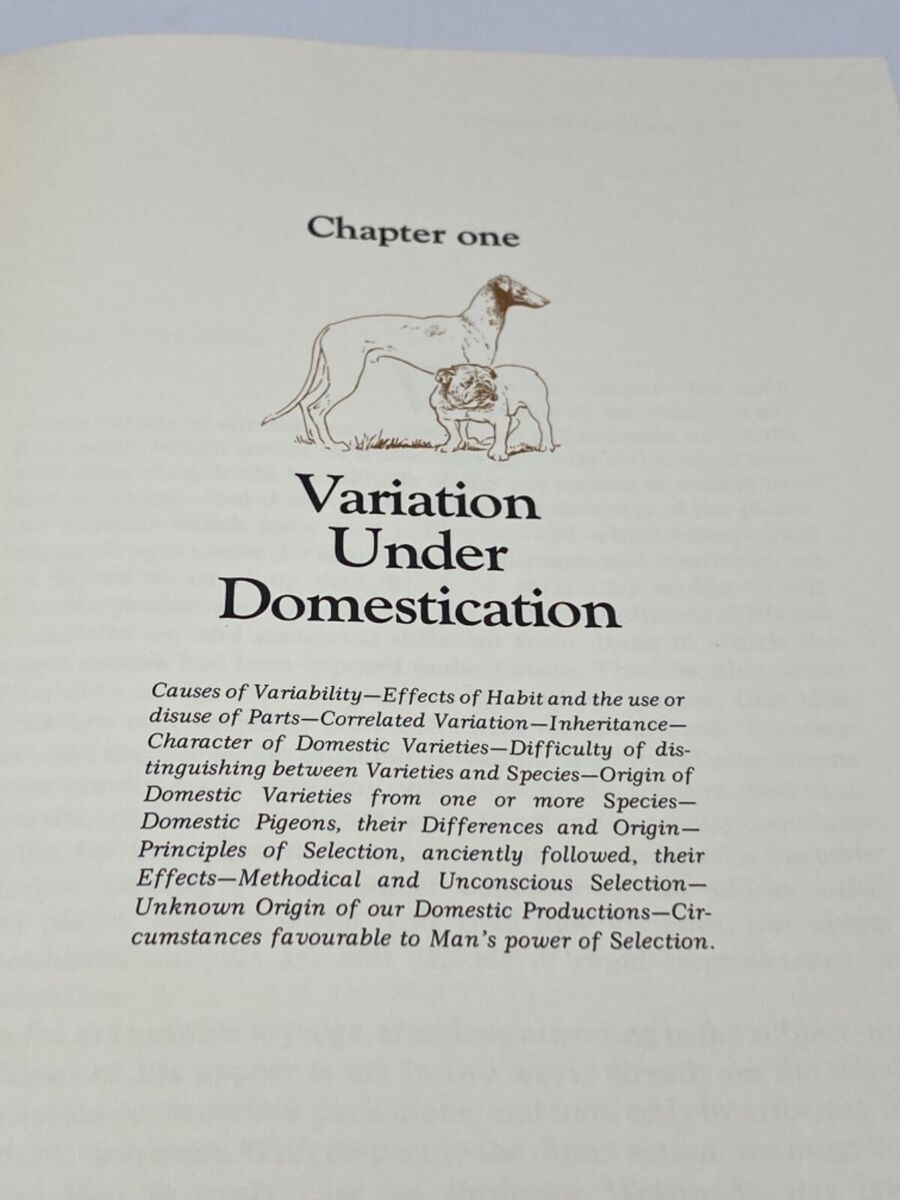 Chapter one
Variation
Under
Domestication
Causes of Variability—Effects of Habit and the use or
disuse of Parts—Correlated Variation—Inheritance—
Character of Domestic Varieties—Difficulty of dis-
tinguishing between Varieties and Species—Origin of
Domestic Varieties from one or more Species—
Domestic Pigeons, their Differences and Origin—
Principles of Selection, anciently followed, their
Effects—Methodical and Unconscious Selection—
Unknown Origin of our Domestic Productions—Cir-
cumstances favourable to Man's power of Selection.